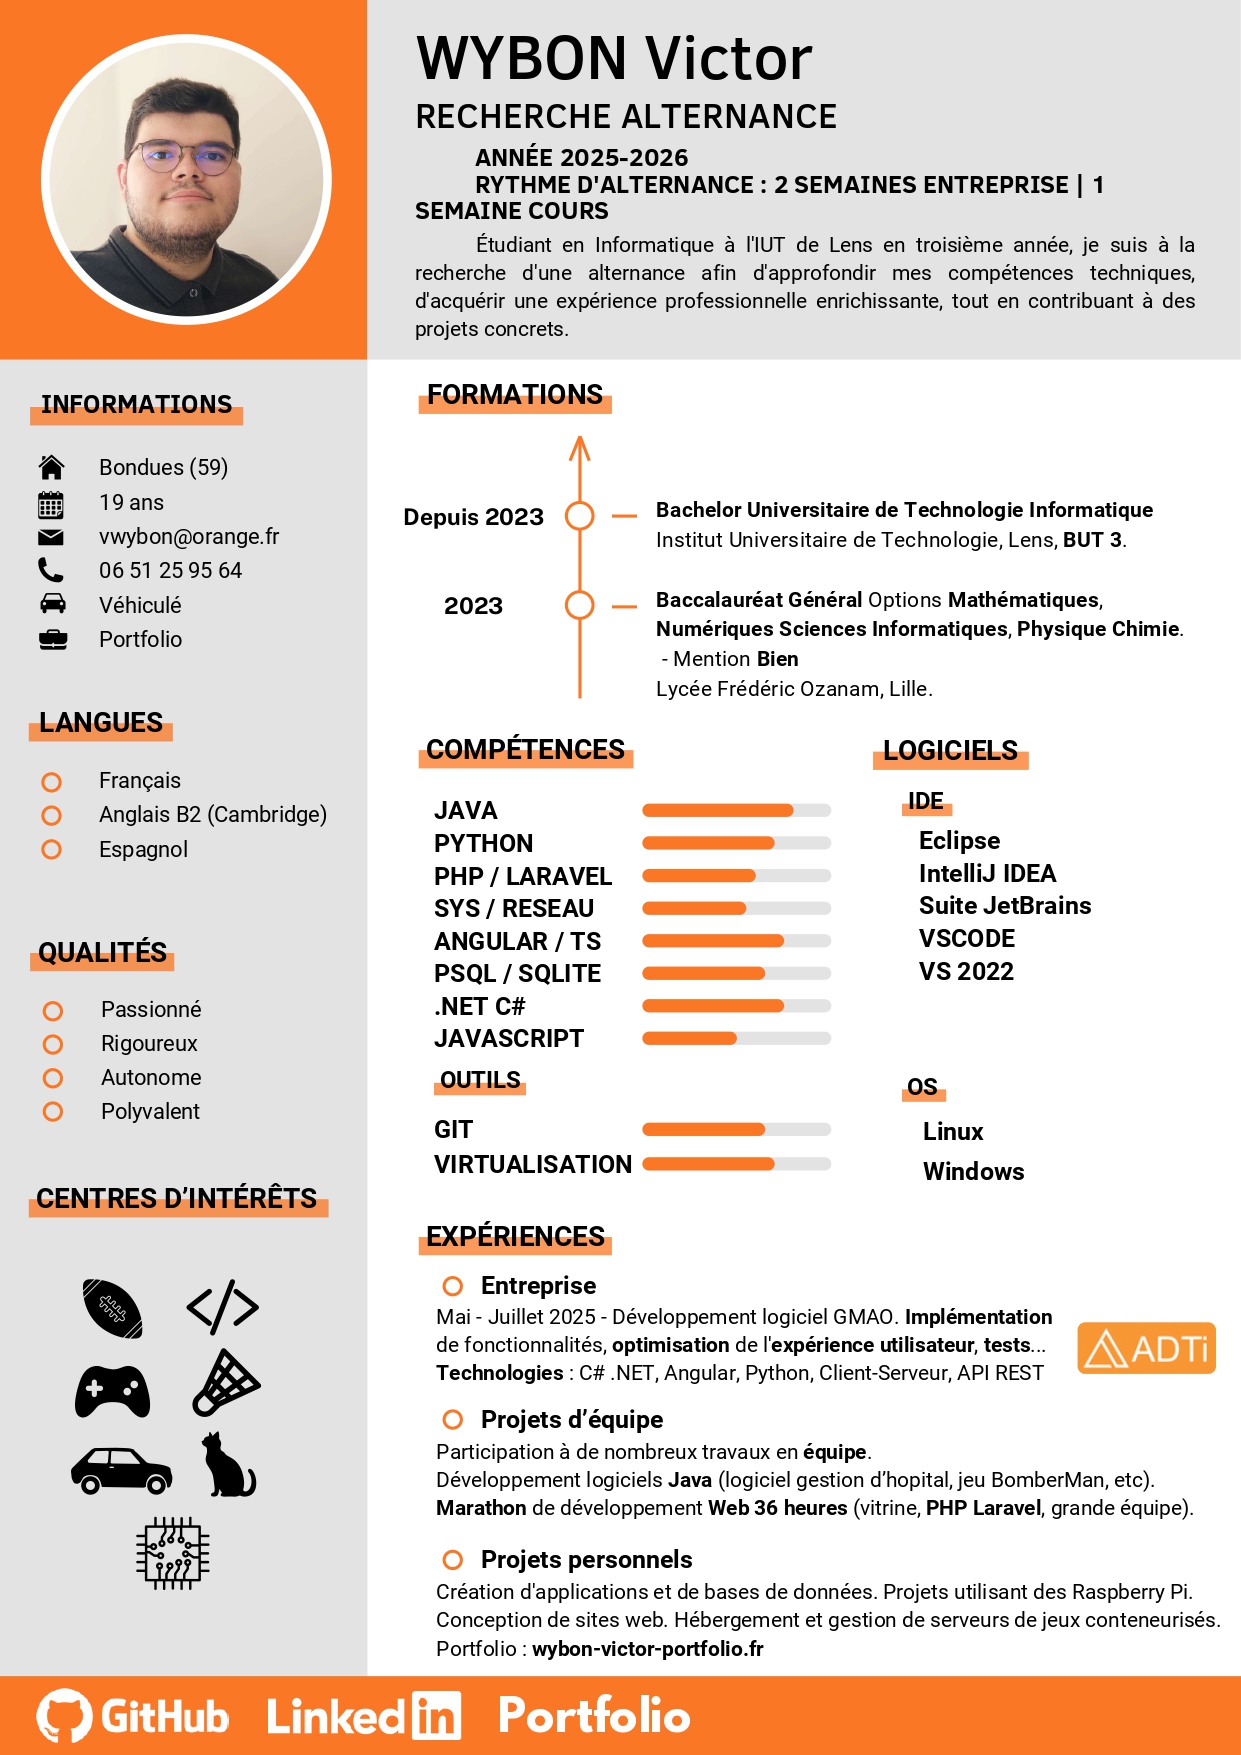 WYBON Victor
RECHERCHE ALTERNANCE
ANNÉE 2025-2026
RYTHME D'ALTERNANCE : 2 SEMAINES ENTREPRISE | 1
SEMAINE COURS
Étudiant en Informatique à l'IUT de Lens en troisième année, je suis à la
recherche d'une alternance afin d'approfondir mes compétences techniques,
d'acquérir une expérience professionnelle enrichissante, tout en contribuant à des
projets concrets.
INFORMATIONS
Bondues (59)
19 ans
vwybon@orange.fr
06 51 25 95 64
Véhiculé
Portfolio
LANGUES
Français
Anglais B2 (Cambridge)
Espagnol
QUALITÉS
Passionné
Rigoureux
Autonome
Polyvalent
CENTRES D’INTÉRÊTS
FORMATIONS
Depuis 2023
Bachelor Universitaire de Technologie Informatique
Institut Universitaire de Technologie, Lens, BUT 3.
2023
Baccalauréat Général Options Mathématiques,
Numériques Sciences Informatiques, Physique Chimie.
- Mention Bien
Lycée Frédéric Ozanam, Lille.
COMPÉTENCES
JAVA
PYTHON
PHP / LARAVEL
SYS / RESEAU
ANGULAR / TS
PSQL / SQLITE
.NET C#
JAVASCRIPT
OUTILS
GIT
VIRTUALISATION
LOGICIELS
IDE
Eclipse
IntelliJ IDEA
Suite JetBrains
VSCODE
VS 2022
OS
Linux
Windows
EXPÉRIENCES
Entreprise
Mai - Juillet 2025 - Développement logiciel GMAO. Implémentation
de fonctionnalités, optimisation de l'expérience utilisateur, tests...
Technologies : C# .NET, Angular, Python, Client-Serveur, API REST
ADTi
Projets d’équipe
Participation à de nombreux travaux en équipe.
Développement logiciels Java (logiciel gestion d’hopital, jeu BomberMan, etc).
Marathon de développement Web 36 heures (vitrine, PHP Laravel, grande équipe).
Projets personnels
Création d'applications et de bases de données. Projets utilisant des Raspberry Pi.
Conception de sites web. Hébergement et gestion de serveurs de jeux conteneurisés.
Portfolio : wybon-victor-portfolio.fr
GitHub
Linked in
Portfolio